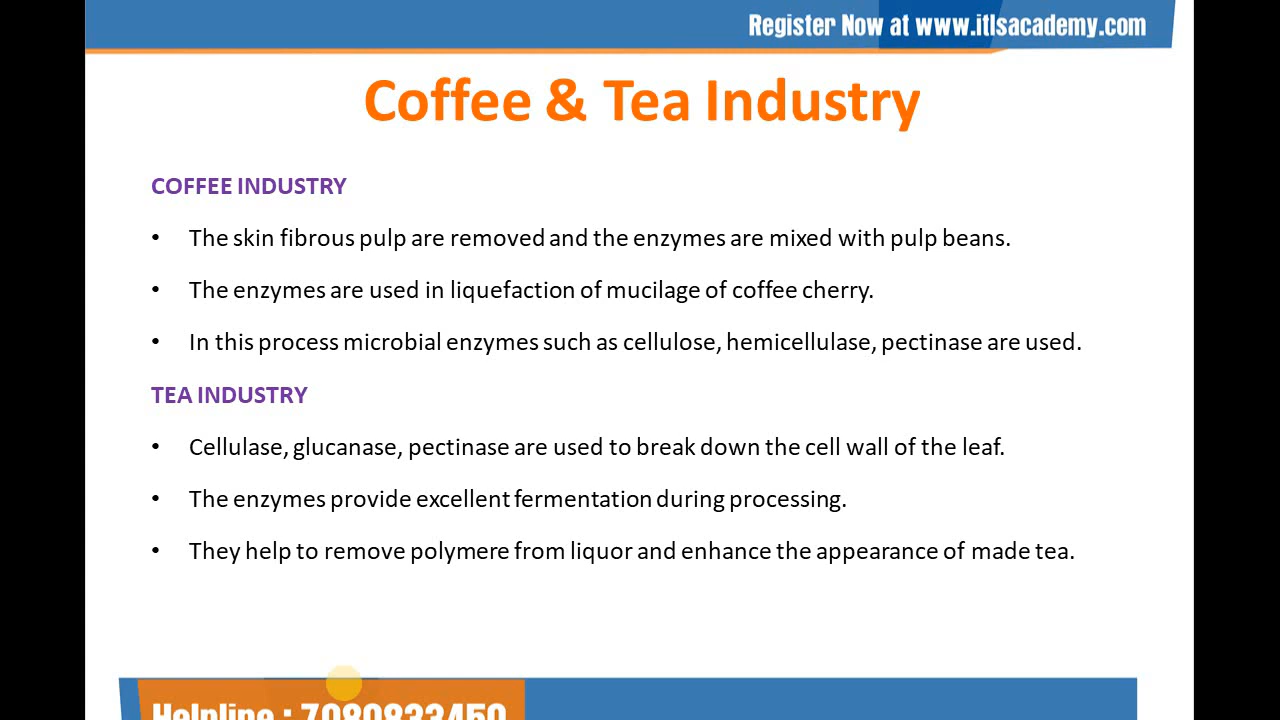 Register Now at www.itlsacademy.com
Coffee & Tea Industry
COFFEE INDUSTRY
• The skin fibrous pulp are removed and the enzymes are mixed with pulp beans.
• The enzymes are used in liquefaction of mucilage of coffee cherry.
• In this process microbial enzymes such as cellulose, hemicellulase, pectinase are used.
TEA INDUSTRY
• Cellulase, glucanase, pectinase are used to break down the cell wall of the leaf.
• The enzymes provide excellent fermentation during processing.
• They help to remove polymere from liquor and enhance the appearance of made tea.
Helpline : 7080833450